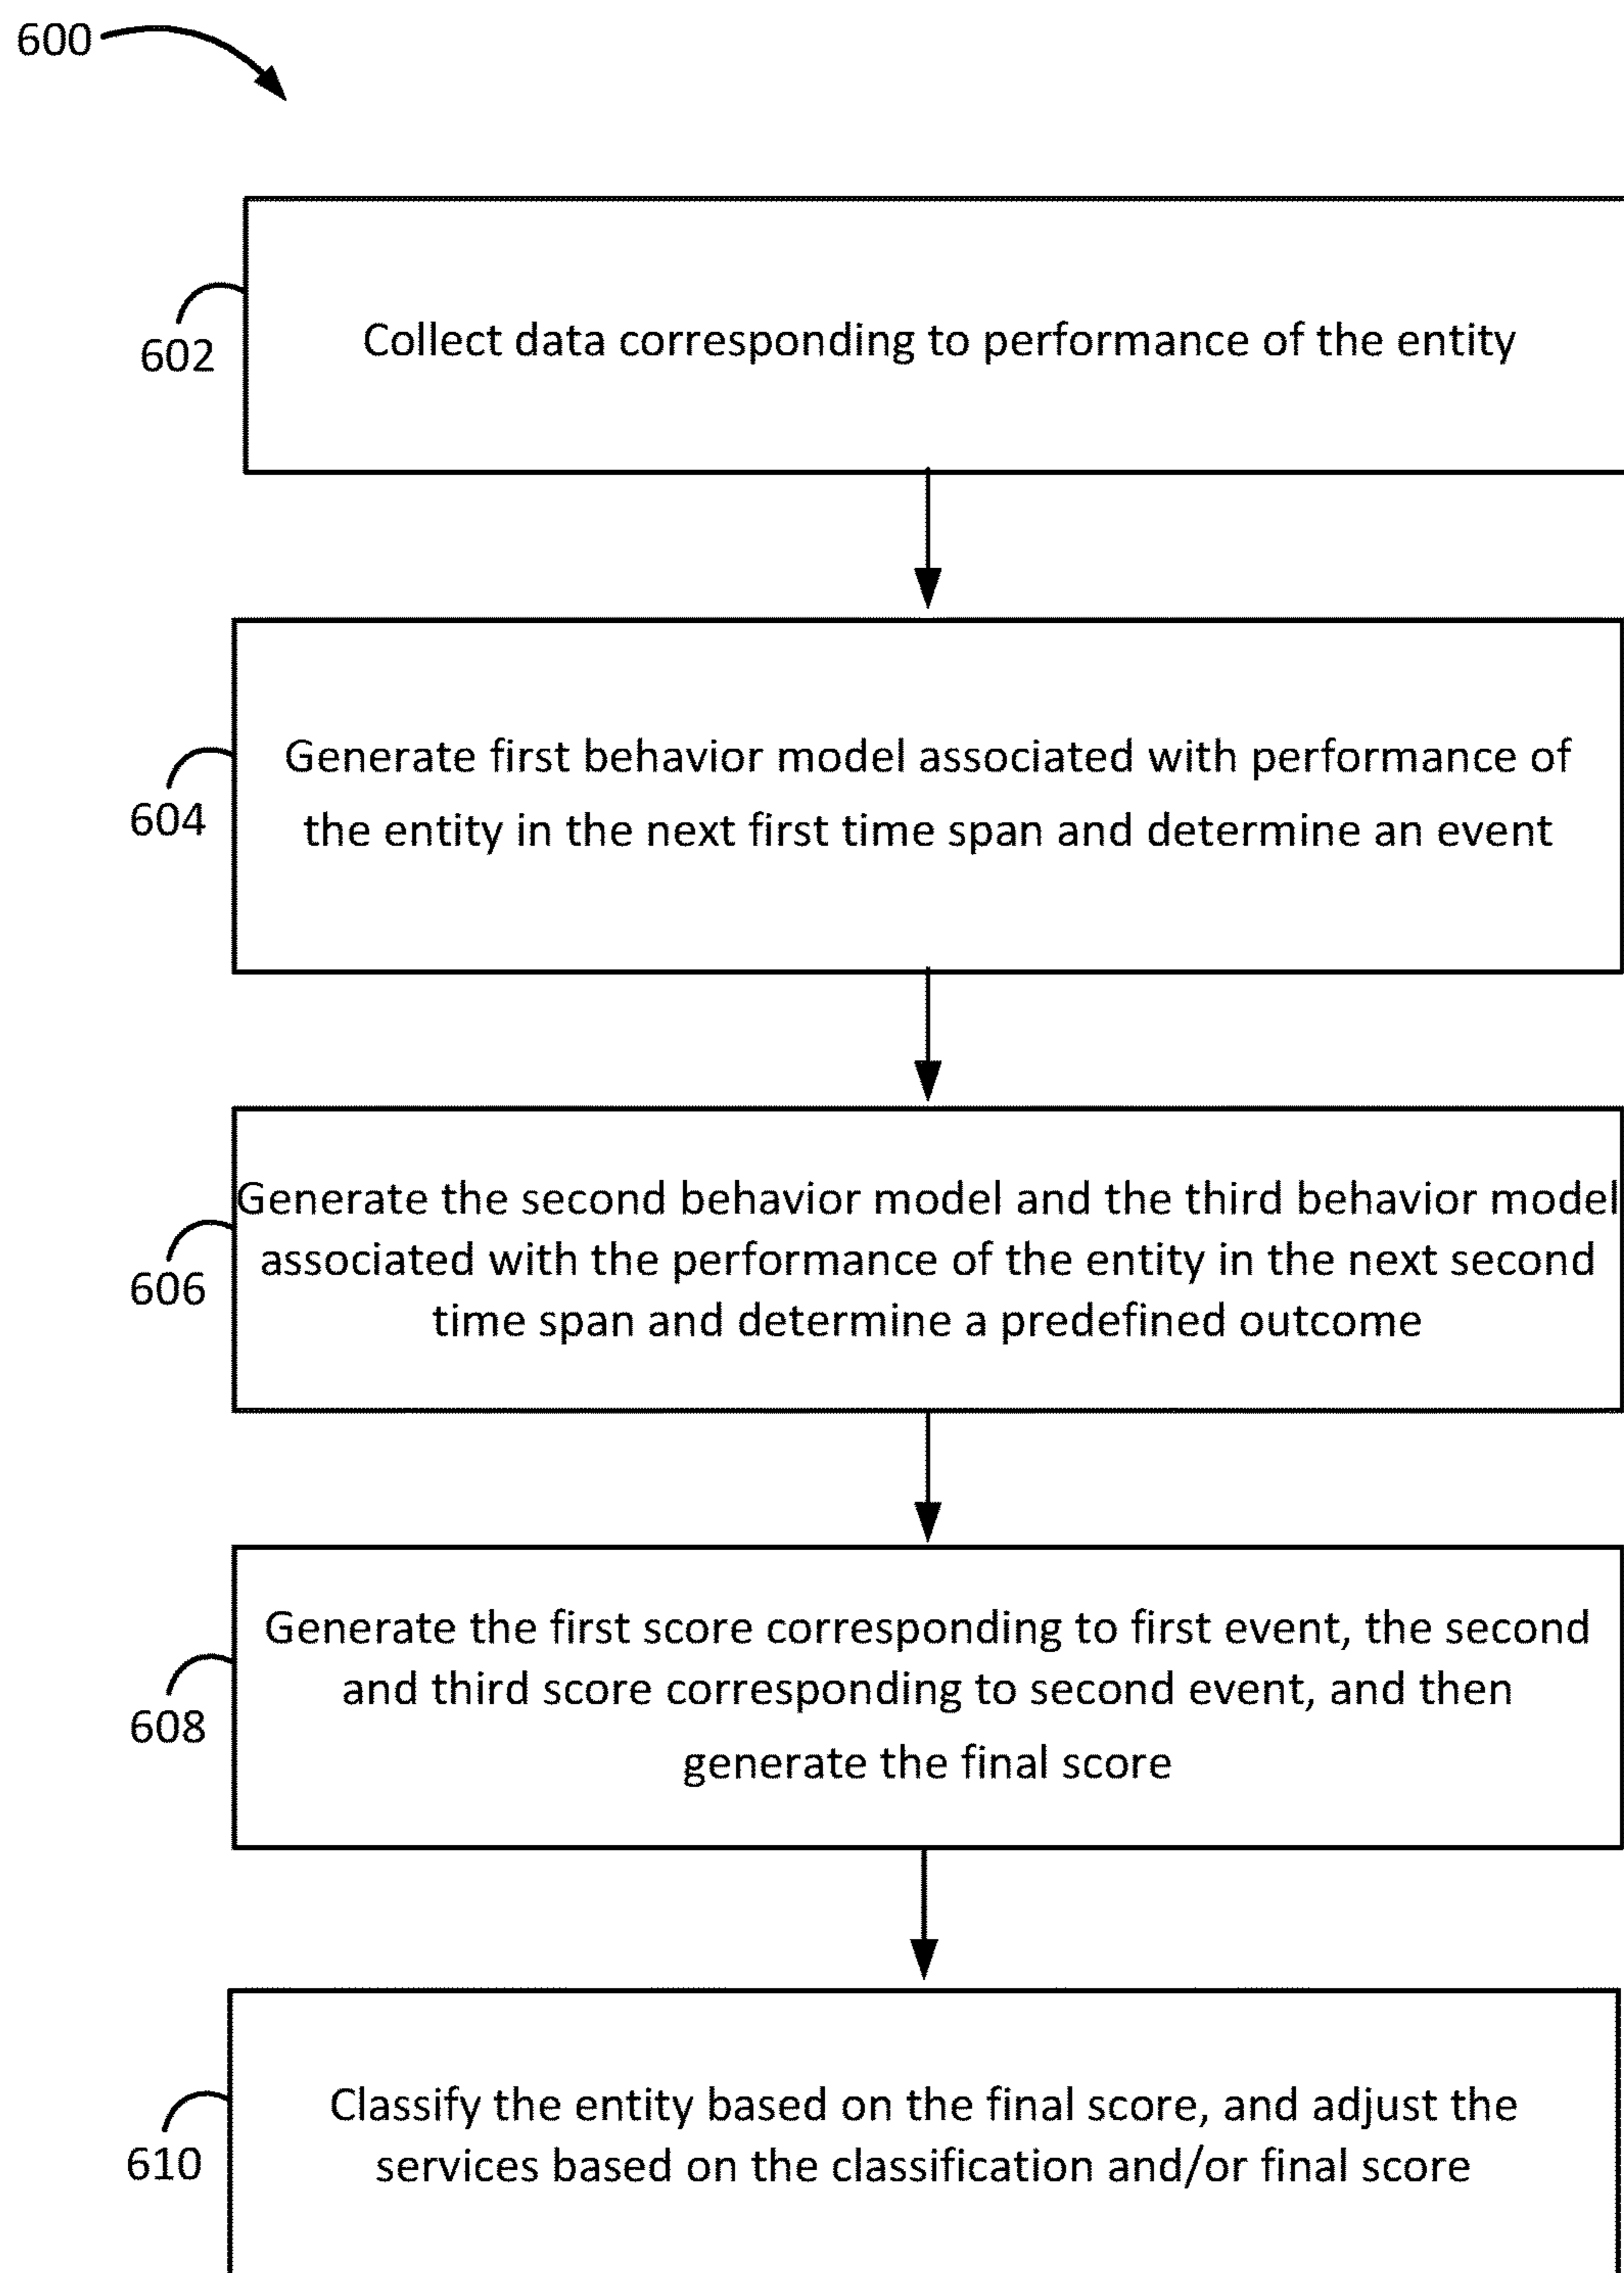 600
602
Collect data corresponding to performance of the entity
604
Generate first behavior model associated with performance of
the entity in the next first time span and determine an event
606
Generate the second behavior model and the third behavior model
associated with the performance of the entity in the next second
time span and determine a predefined outcome
608
Generate the first score corresponding to first event, the second
and third score corresponding to second event, and then
generate the final score
610
Classify the entity based on the final score, and adjust the
services based on the classification and/or final score